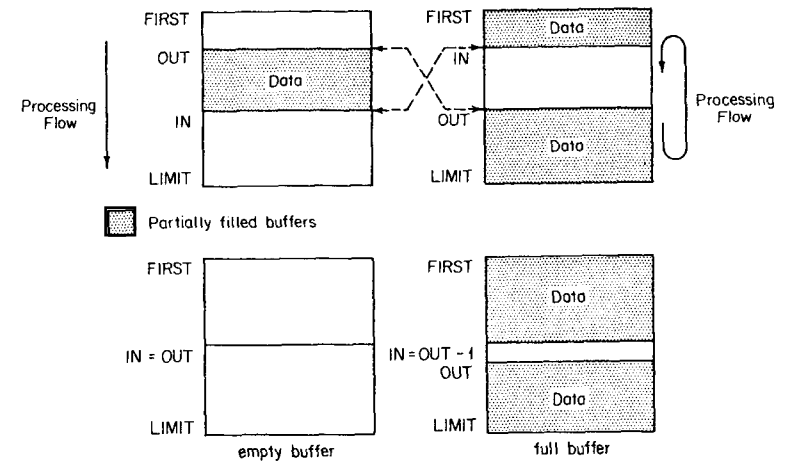 FIRST
OUT
Data
Processing
Flow
IN
LIMIT
FIRST
Data
IN
Processing
Flow
OUT
Data
LIMIT
Partially filled buffers
FIRST
IN = OUT
LIMIT
empty buffer
FIRST
Data
IN = OUT - 1
OUT
Data
LIMIT
full buffer